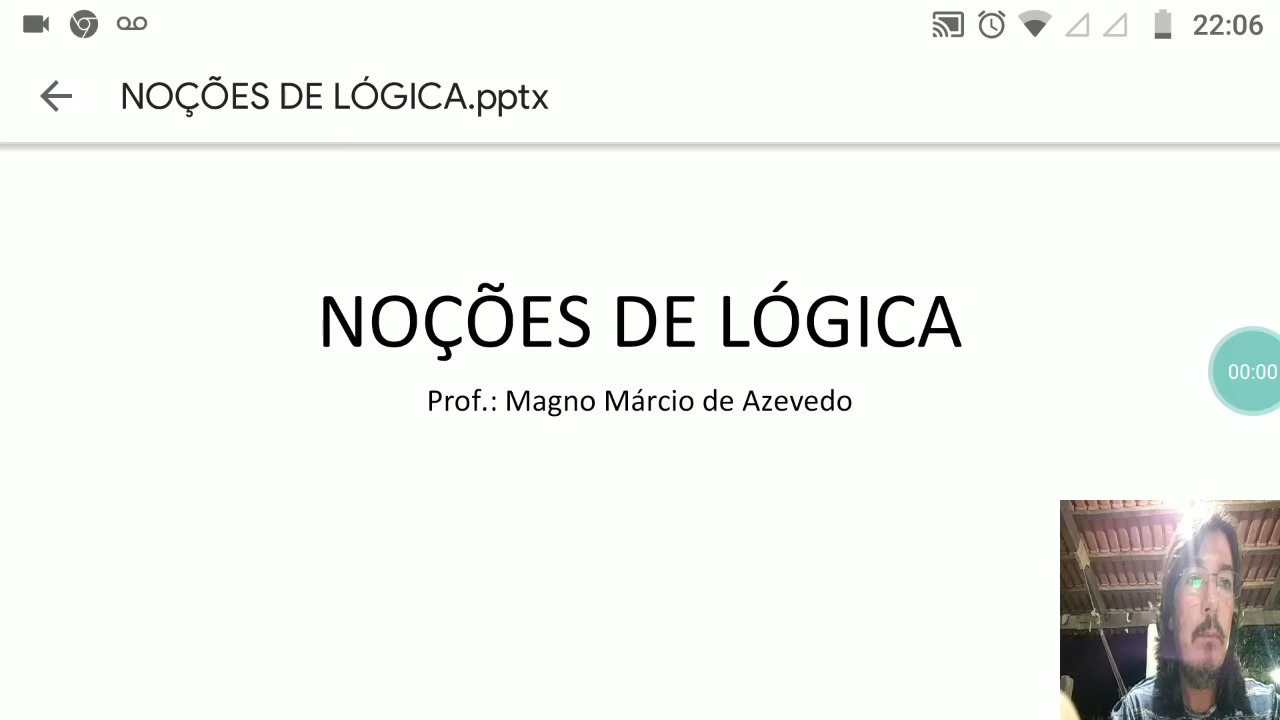 22:06
NOÇÕES DE LÓGICA.pptx
NOÇÕES DE LÓGICA
Prof.: Magno Márcio de Azevedo
00:00